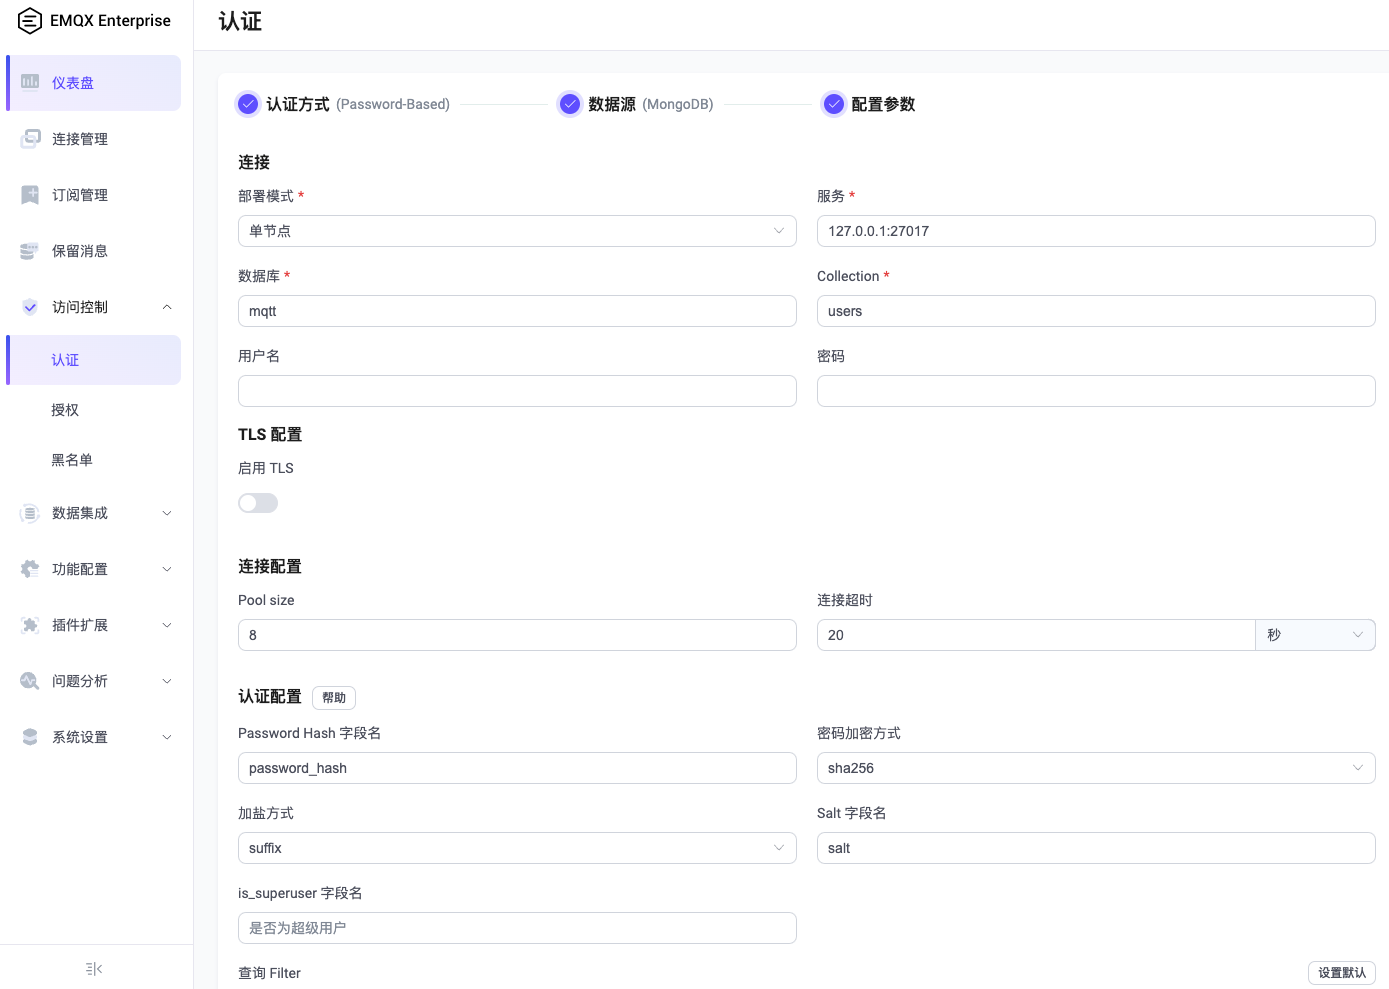 EMQX Enterprise
仪表盘
连接管理
订阅管理
保留消息
访问控制
认证
授权
黑名单
数据集成
功能配置
插件扩展
问题分析
系统设置
认证
认证方式 (Password-Based) 数据源 (MongoDB) 配置参数
连接
部署模式 * 服务 *
单节点 127.0.0.1:27017
数据库 * Collection *
mqtt users
用户名 密码
TLS 配置
启用 TLS
连接配置
Pool size 连接超时
8 20 秒
认证配置 帮助
Password Hash 字段名 密码加密方式
password_hash sha256
加盐方式 Salt 字段名
suffix salt
is_superuser 字段名
是否为超级用户
查询 Filter 设置默认